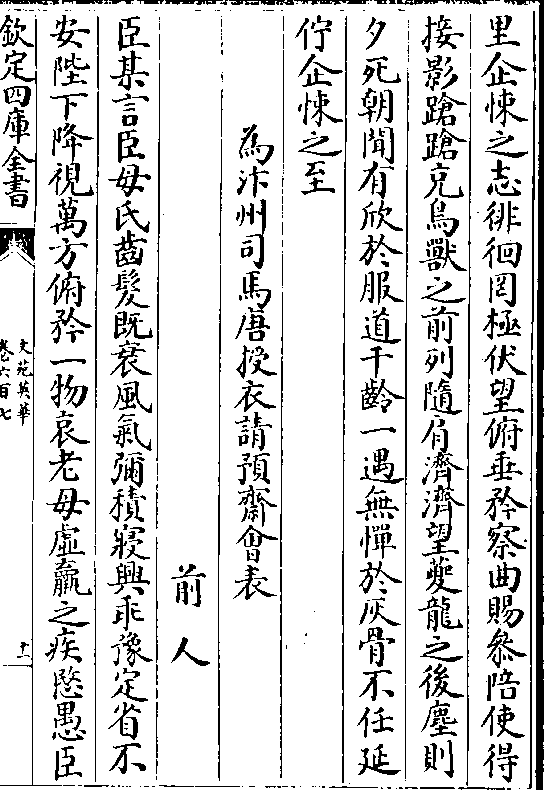 里企悚之志徘徊罔極伏望俯垂矜察曲賜叅陪使得
接影蹌蹌克鳥獸之前列隨肩濟濟望夔龍之後塵則
夕死朝聞有欣於服道千齡一遇無憚於灰骨不任延
佇企悚之至
為汴州司馬唐授衣請預齋會表
前人
臣某言臣母氏齒髪既衰風氣彌積寢興乖豫定省不
安陛下降視萬方俯矜一物哀老母虛羸之疾愍愚臣
欽定四庫全書
文苑英華
卷六百七
十二